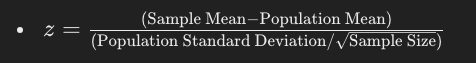 • z = (Sample Mean−Population Mean) / (Population Standard Deviation/√Sample Size)